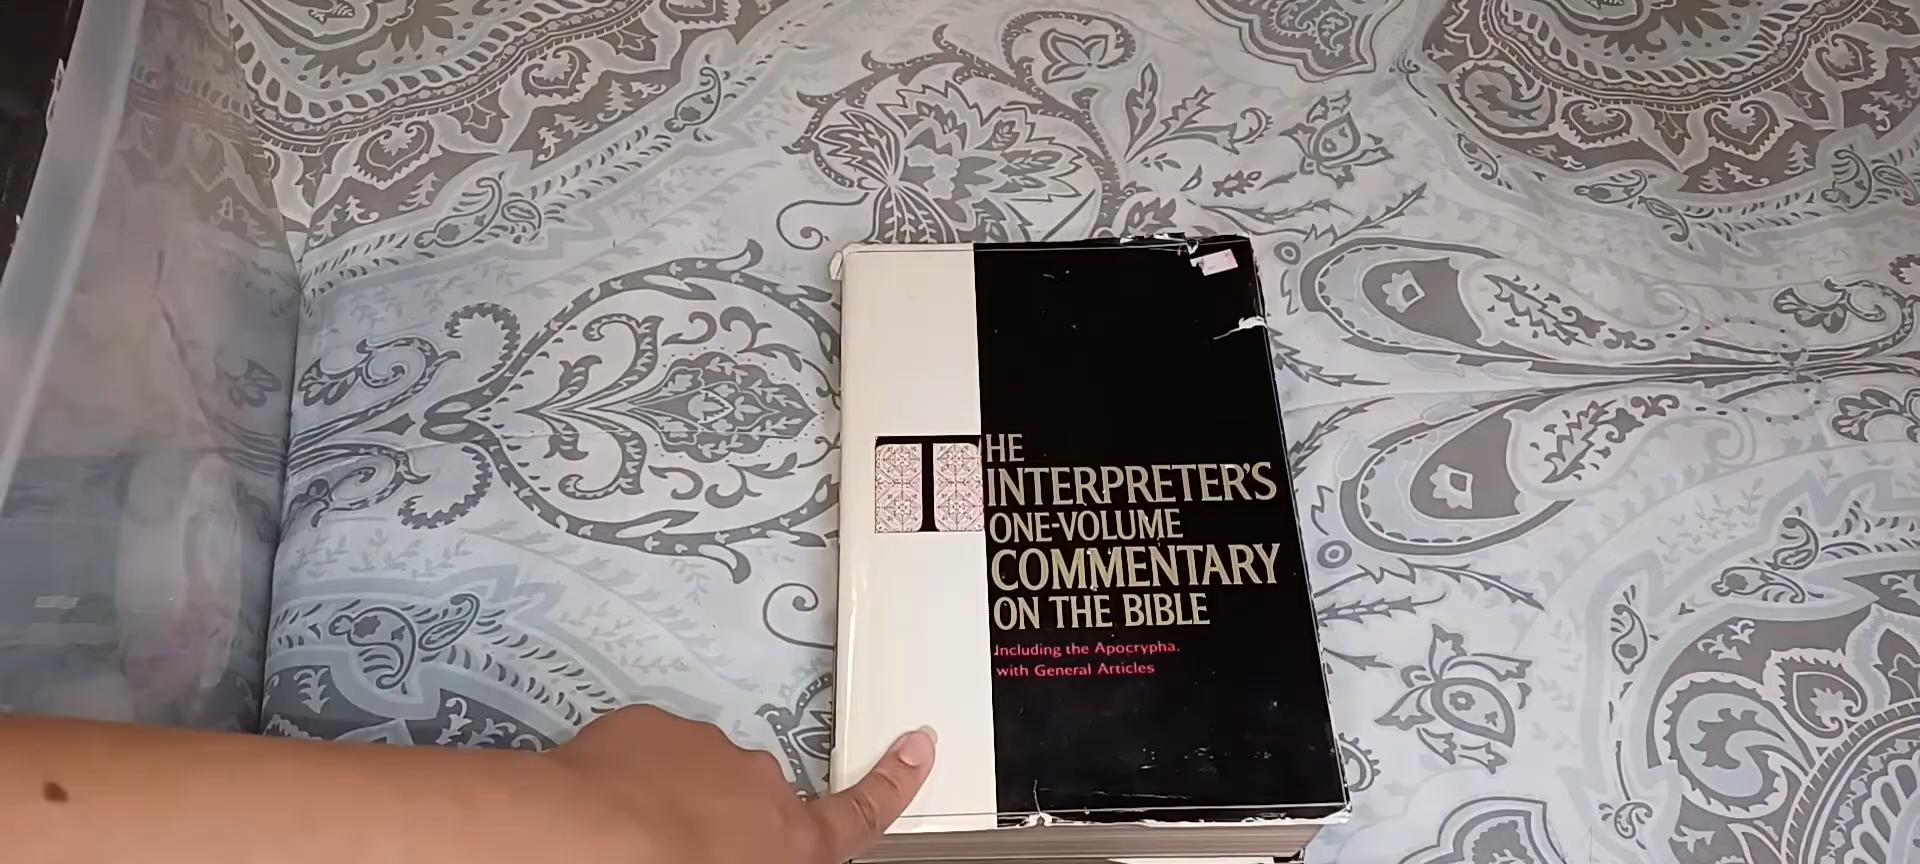 THE
INTERPRETER'S
ONE-VOLUME
COMMENTARY
ON THE BIBLE
Including the Apocrypha,
with General Articles